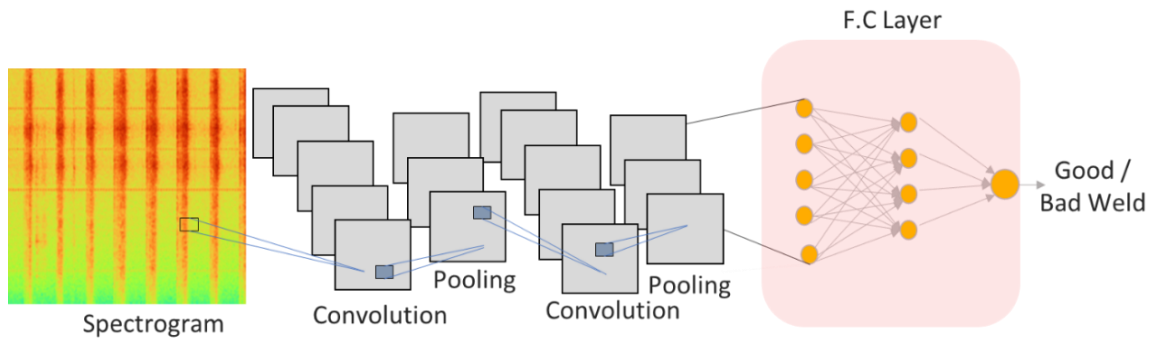 F.C Layer
Good /
Bad Weld
Pooling
Pooling
Convolution
Convolution
Spectrogram